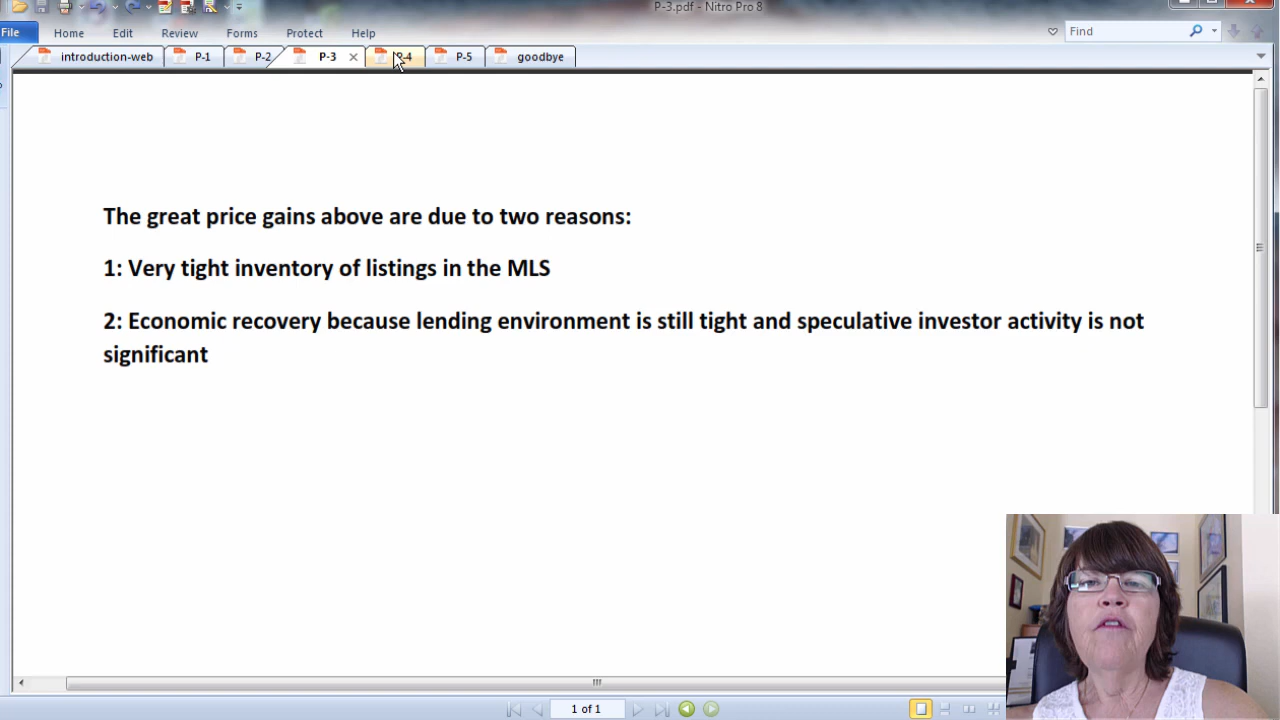 P-3.pdf - Nitro Pro 8
File Home Edit Review Forms Protect Help Find
introduction-web P-1 P-2 P-3 P-4 P-5 goodbye
The great price gains above are due to two reasons:
1: Very tight inventory of listings in the MLS
2: Economic recovery because lending environment is still tight and speculative investor activity is not
significant
1 of 1